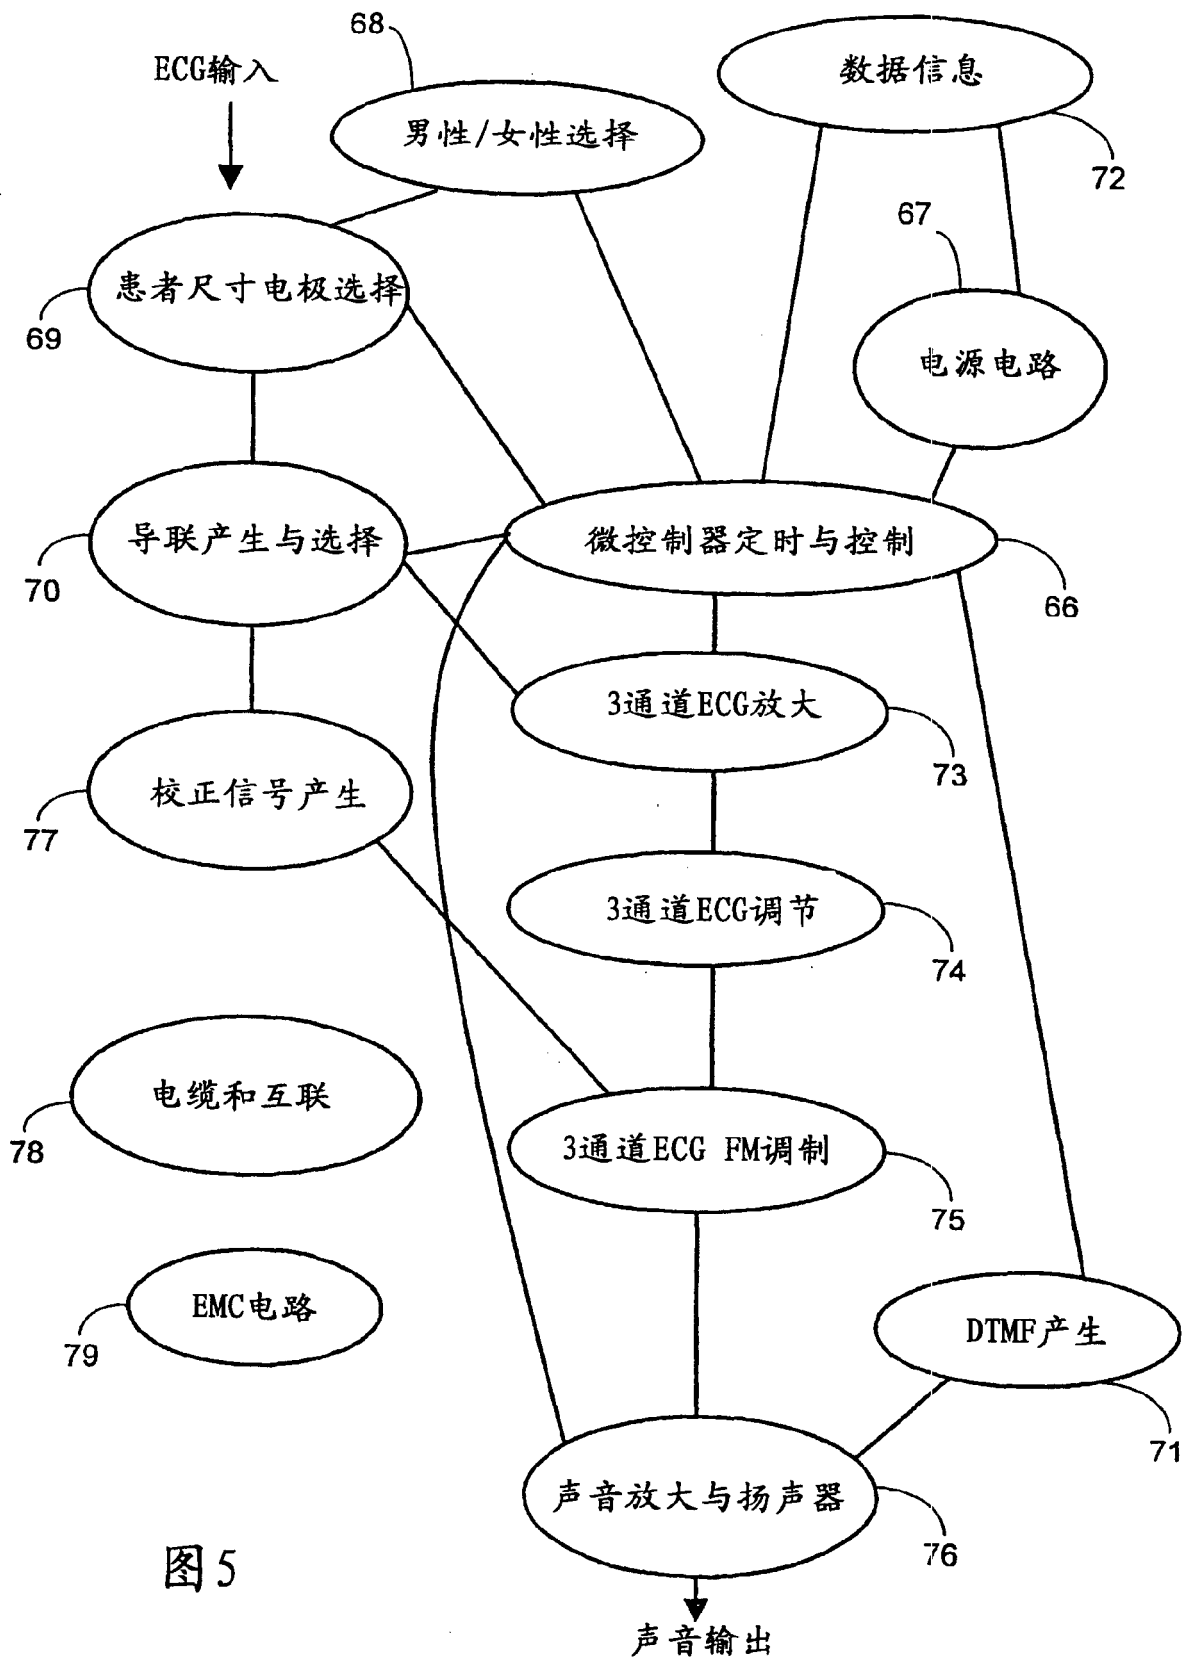 68
ECG输入
数据信息
男性/女性选择
72
67
患者尺寸电极选择
69
电源电路
导联产生与选择
微控制器定时与控制
70
66
3通道ECG放大
73
校正信号产生
77
3通道ECG调节
74
电缆和互联
78
3通道ECG FM调制
75
EMC电路
79
DTMF产生
71
声音放大与扬声器
76
图5
声音输出